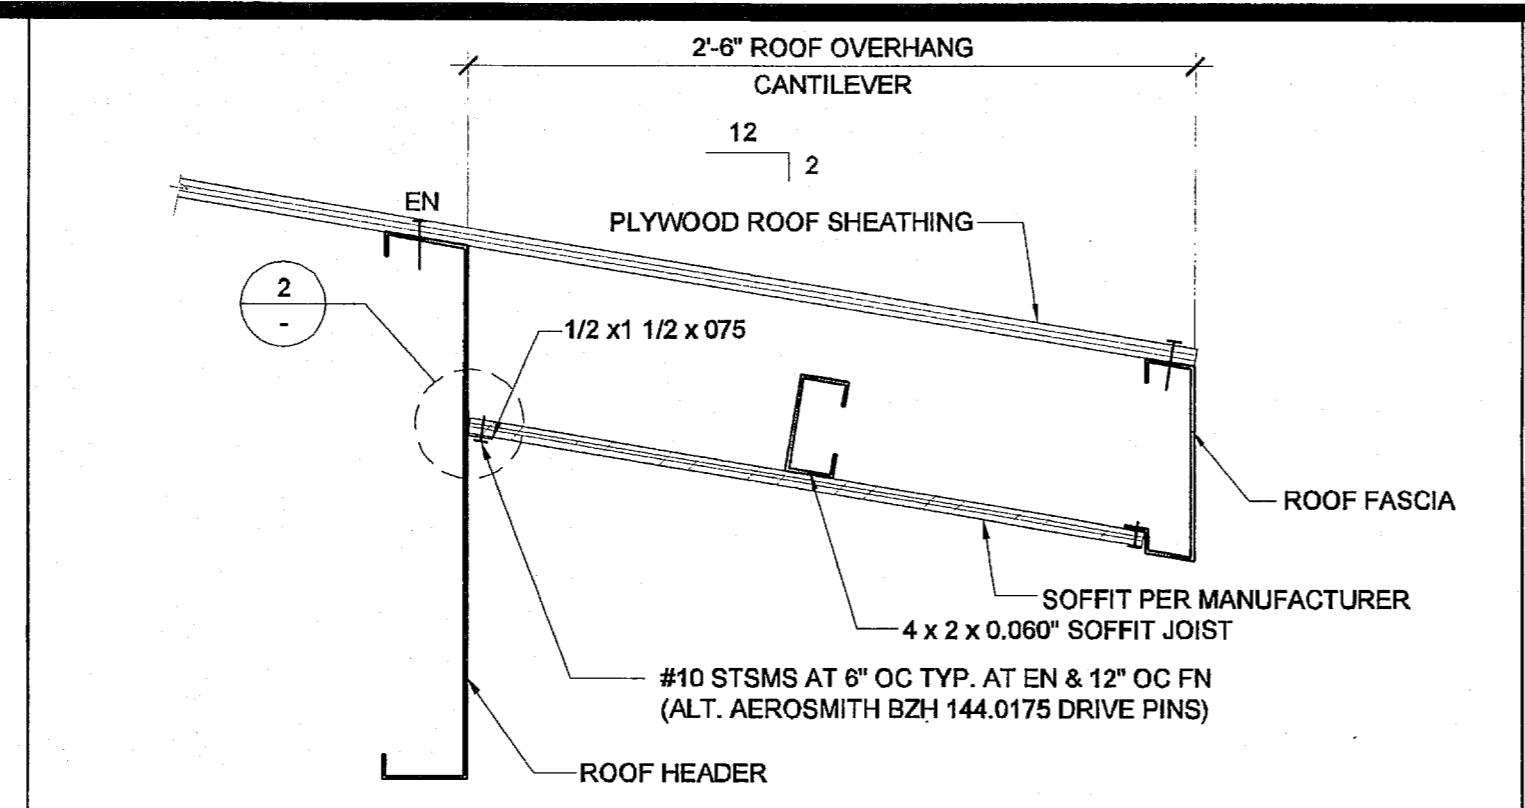 2'-6" ROOF OVERHANG
CANTILEVER
12
2
EN
PLYWOOD ROOF SHEATHING
2
-
1/2 x1 1/2 x 075
ROOF FASCIA
SOFFIT PER MANUFACTURER
4 x 2 x 0.060" SOFFIT JOIST
#10 STSMS AT 6" OC TYP. AT EN & 12" OC FN
(ALT. AEROSMITH BZH 144.0175 DRIVE PINS)
ROOF HEADER